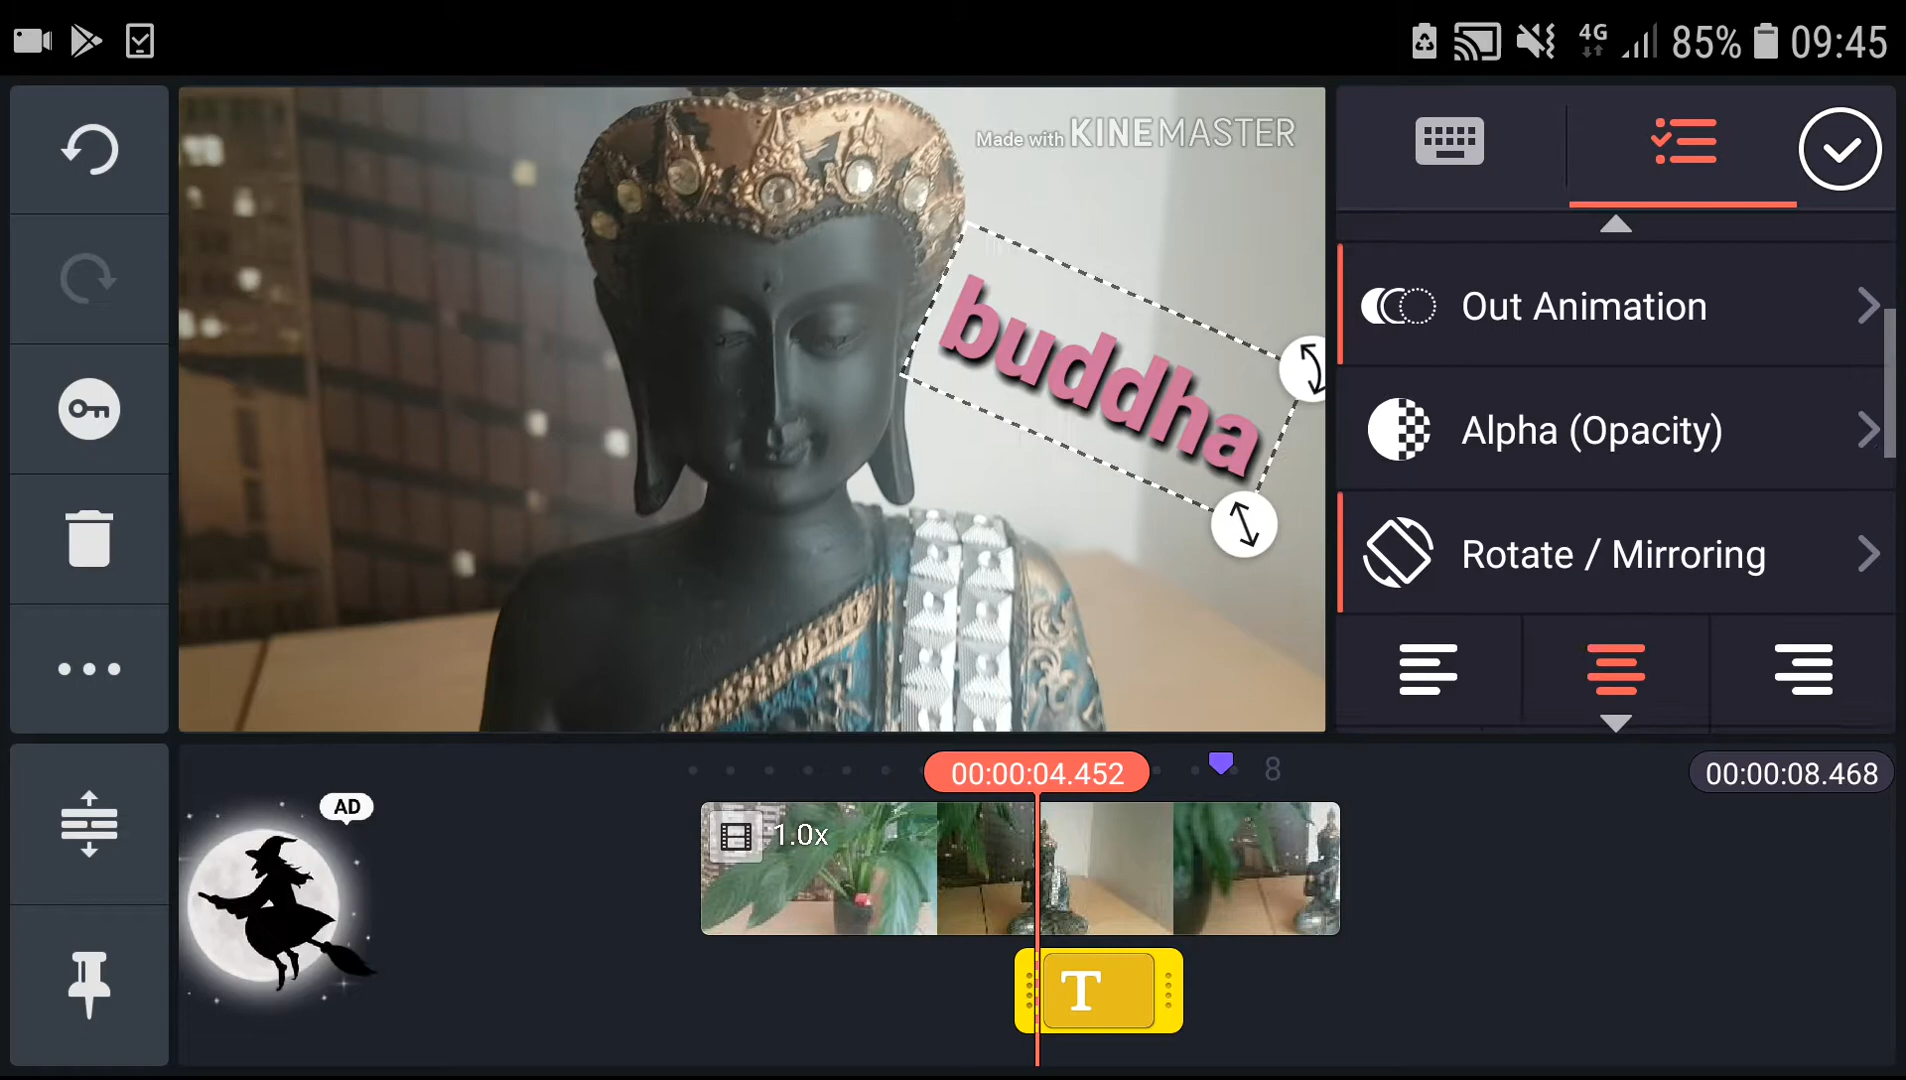 4G 85% 09:45
Made with KINEMASTER
buddha
Out Animation
Alpha (Opacity)
Rotate / Mirroring
00:00:04.452
8
00:00:08.468
AD
1.0x
T